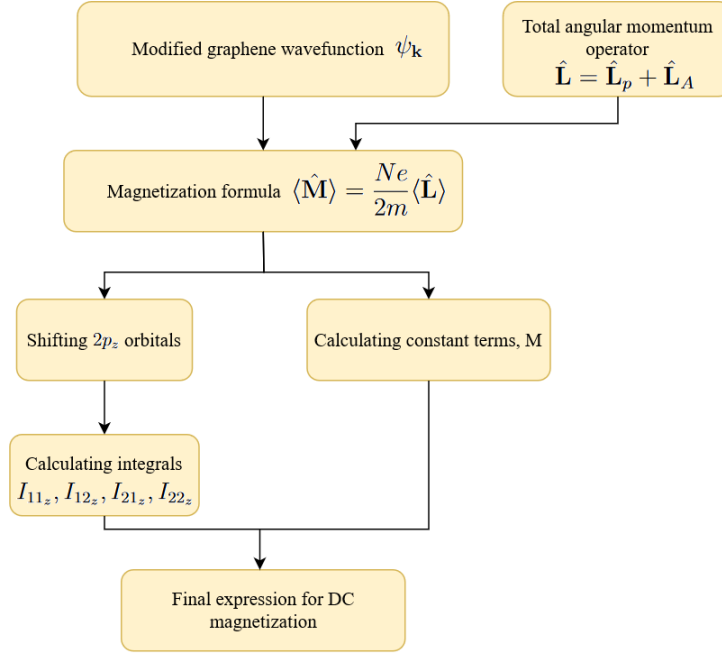 Modified graphene wavefunction ψ_𝐤
Total angular momentum
operator
𝐋̂ = 𝐋̂_p + 𝐋̂_A
Magnetization formula ⟨𝐌̂⟩ = Ne/2m ⟨𝐋̂⟩
Shifting 2p_z orbitals
Calculating constant terms, M
Calculating integrals
I_{11_z}, I_{12_z}, I_{21_z}, I_{22_z}
Final expression for DC
magnetization